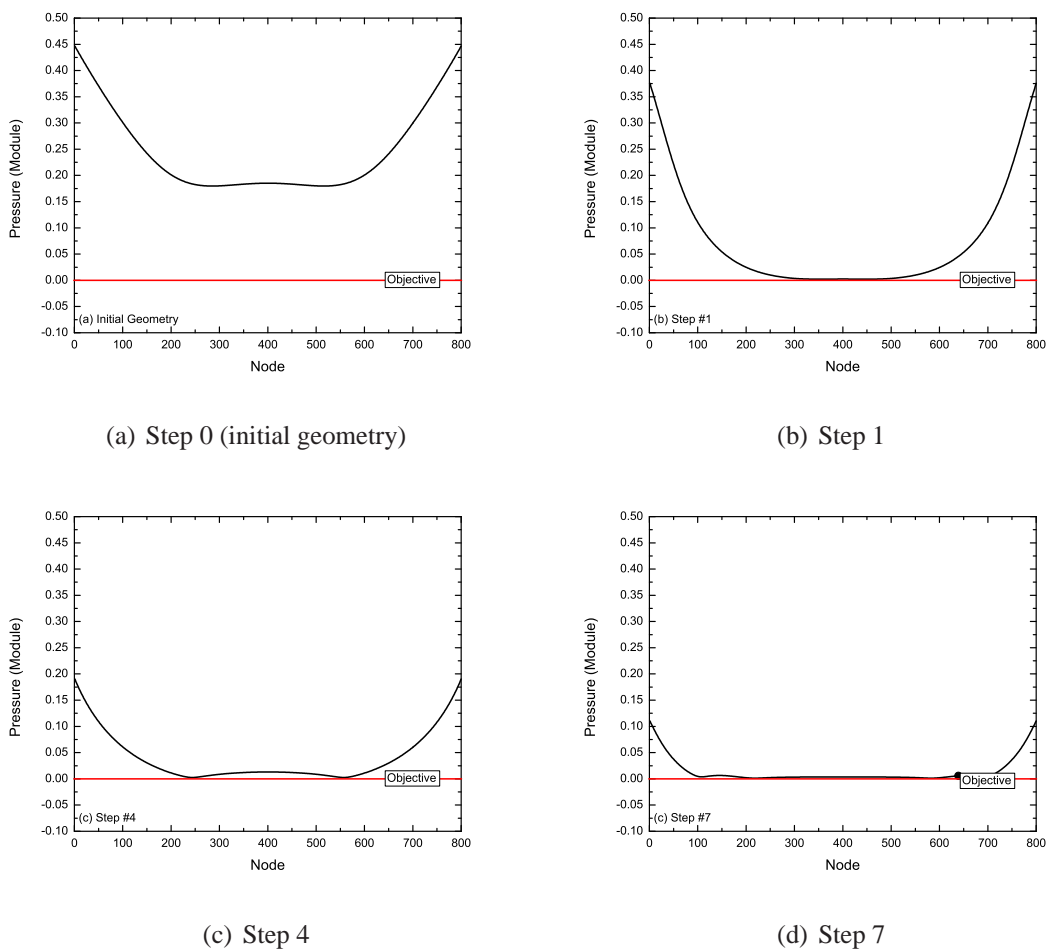 0.50
0.45
0.40
0.35
0.30
0.25
0.20
0.15
0.10
0.05
0.00
-0.05
-0.10
Pressure (Module)
Objective
(a) Initial Geometry
0 100 200 300 400 500 600 700 800
Node
(a) Step 0 (initial geometry)
0.50
0.45
0.40
0.35
0.30
0.25
0.20
0.15
0.10
0.05
0.00
-0.05
-0.10
Pressure (Module)
Objective
(b) Step #1
0 100 200 300 400 500 600 700 800
Node
(b) Step 1
0.50
0.45
0.40
0.35
0.30
0.25
0.20
0.15
0.10
0.05
0.00
-0.05
-0.10
Pressure (Module)
Objective
(c) Step #4
0 100 200 300 400 500 600 700 800
Node
(c) Step 4
0.50
0.45
0.40
0.35
0.30
0.25
0.20
0.15
0.10
0.05
0.00
-0.05
-0.10
Pressure (Module)
Objective
(c) Step #7
0 100 200 300 400 500 600 700 800
Node
(d) Step 7